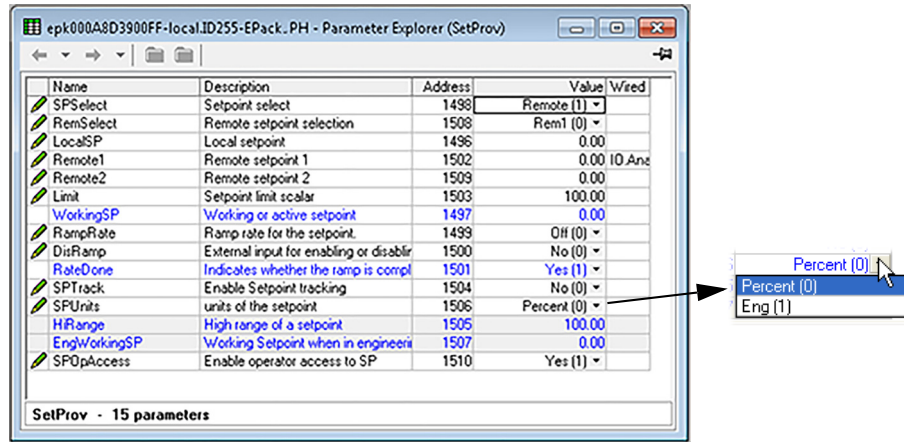 epk000A8D3900FF-local.ID255-EPack_PH - Parameter Explorer (SetProv)
Name Description Address Value Wired
SPSelect Setpoint select 1498 Remote (1)
RemSelect Remote setpoint selection 1508 Rem1 (0)
LocalSP Local setpoint 1496 0.00
Remote1 Remote setpoint 1 1502 0.00 IO.Ana
Remote2 Remote setpoint 2 1509 0.00
Limit Setpoint limit scalar 1503 100.00
WorkingSP Working or active setpoint 1497 0.00
RampRate Ramp rate for the setpoint. 1499 Off (0)
DisRamp External input for enabling or disablir 1500 No (0)
RateDone Indicates whether the ramp is compl 1501 Yes (1)
SPTrack Enable Setpoint tracking 1504 No (0)
SPUnits units of the setpoint 1506 Percent (0)
HiRange High range of a setpoint 1505 100.00
EngWorkingSP Working Setpoint when in engineeri 1507 0.00
SPOpAccess Enable operator access to SP 1510 Yes (1)
SetProv - 15 parameters
Percent (0)
Percent (0)
Eng (1)